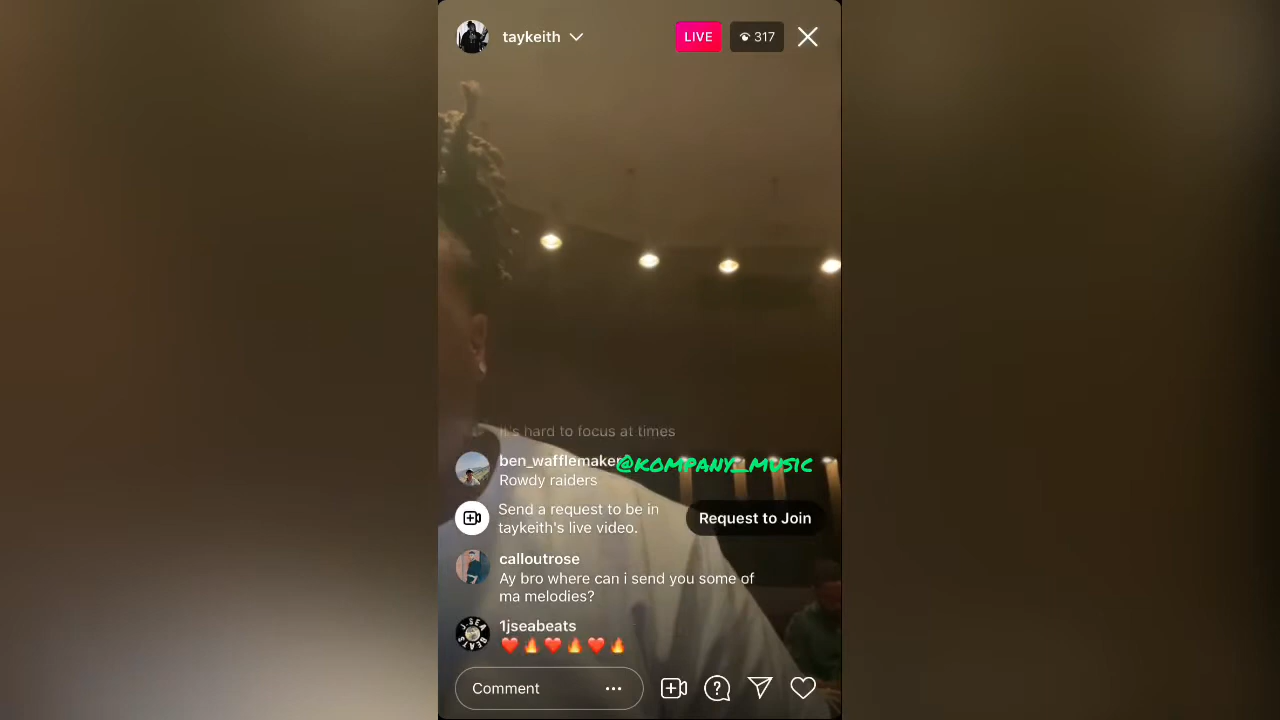 taykeith
LIVE
317
It's hard to focus at times
ben_wafflemaker
@KOMPANY_MUSIC
Rowdy raiders
Send a request to be in
taykeith's live video.
Request to Join
calloutrose
Ay bro where can i send you some of
ma melodies?
1jseabeats
❤️🔥❤️🔥❤️🔥
Comment